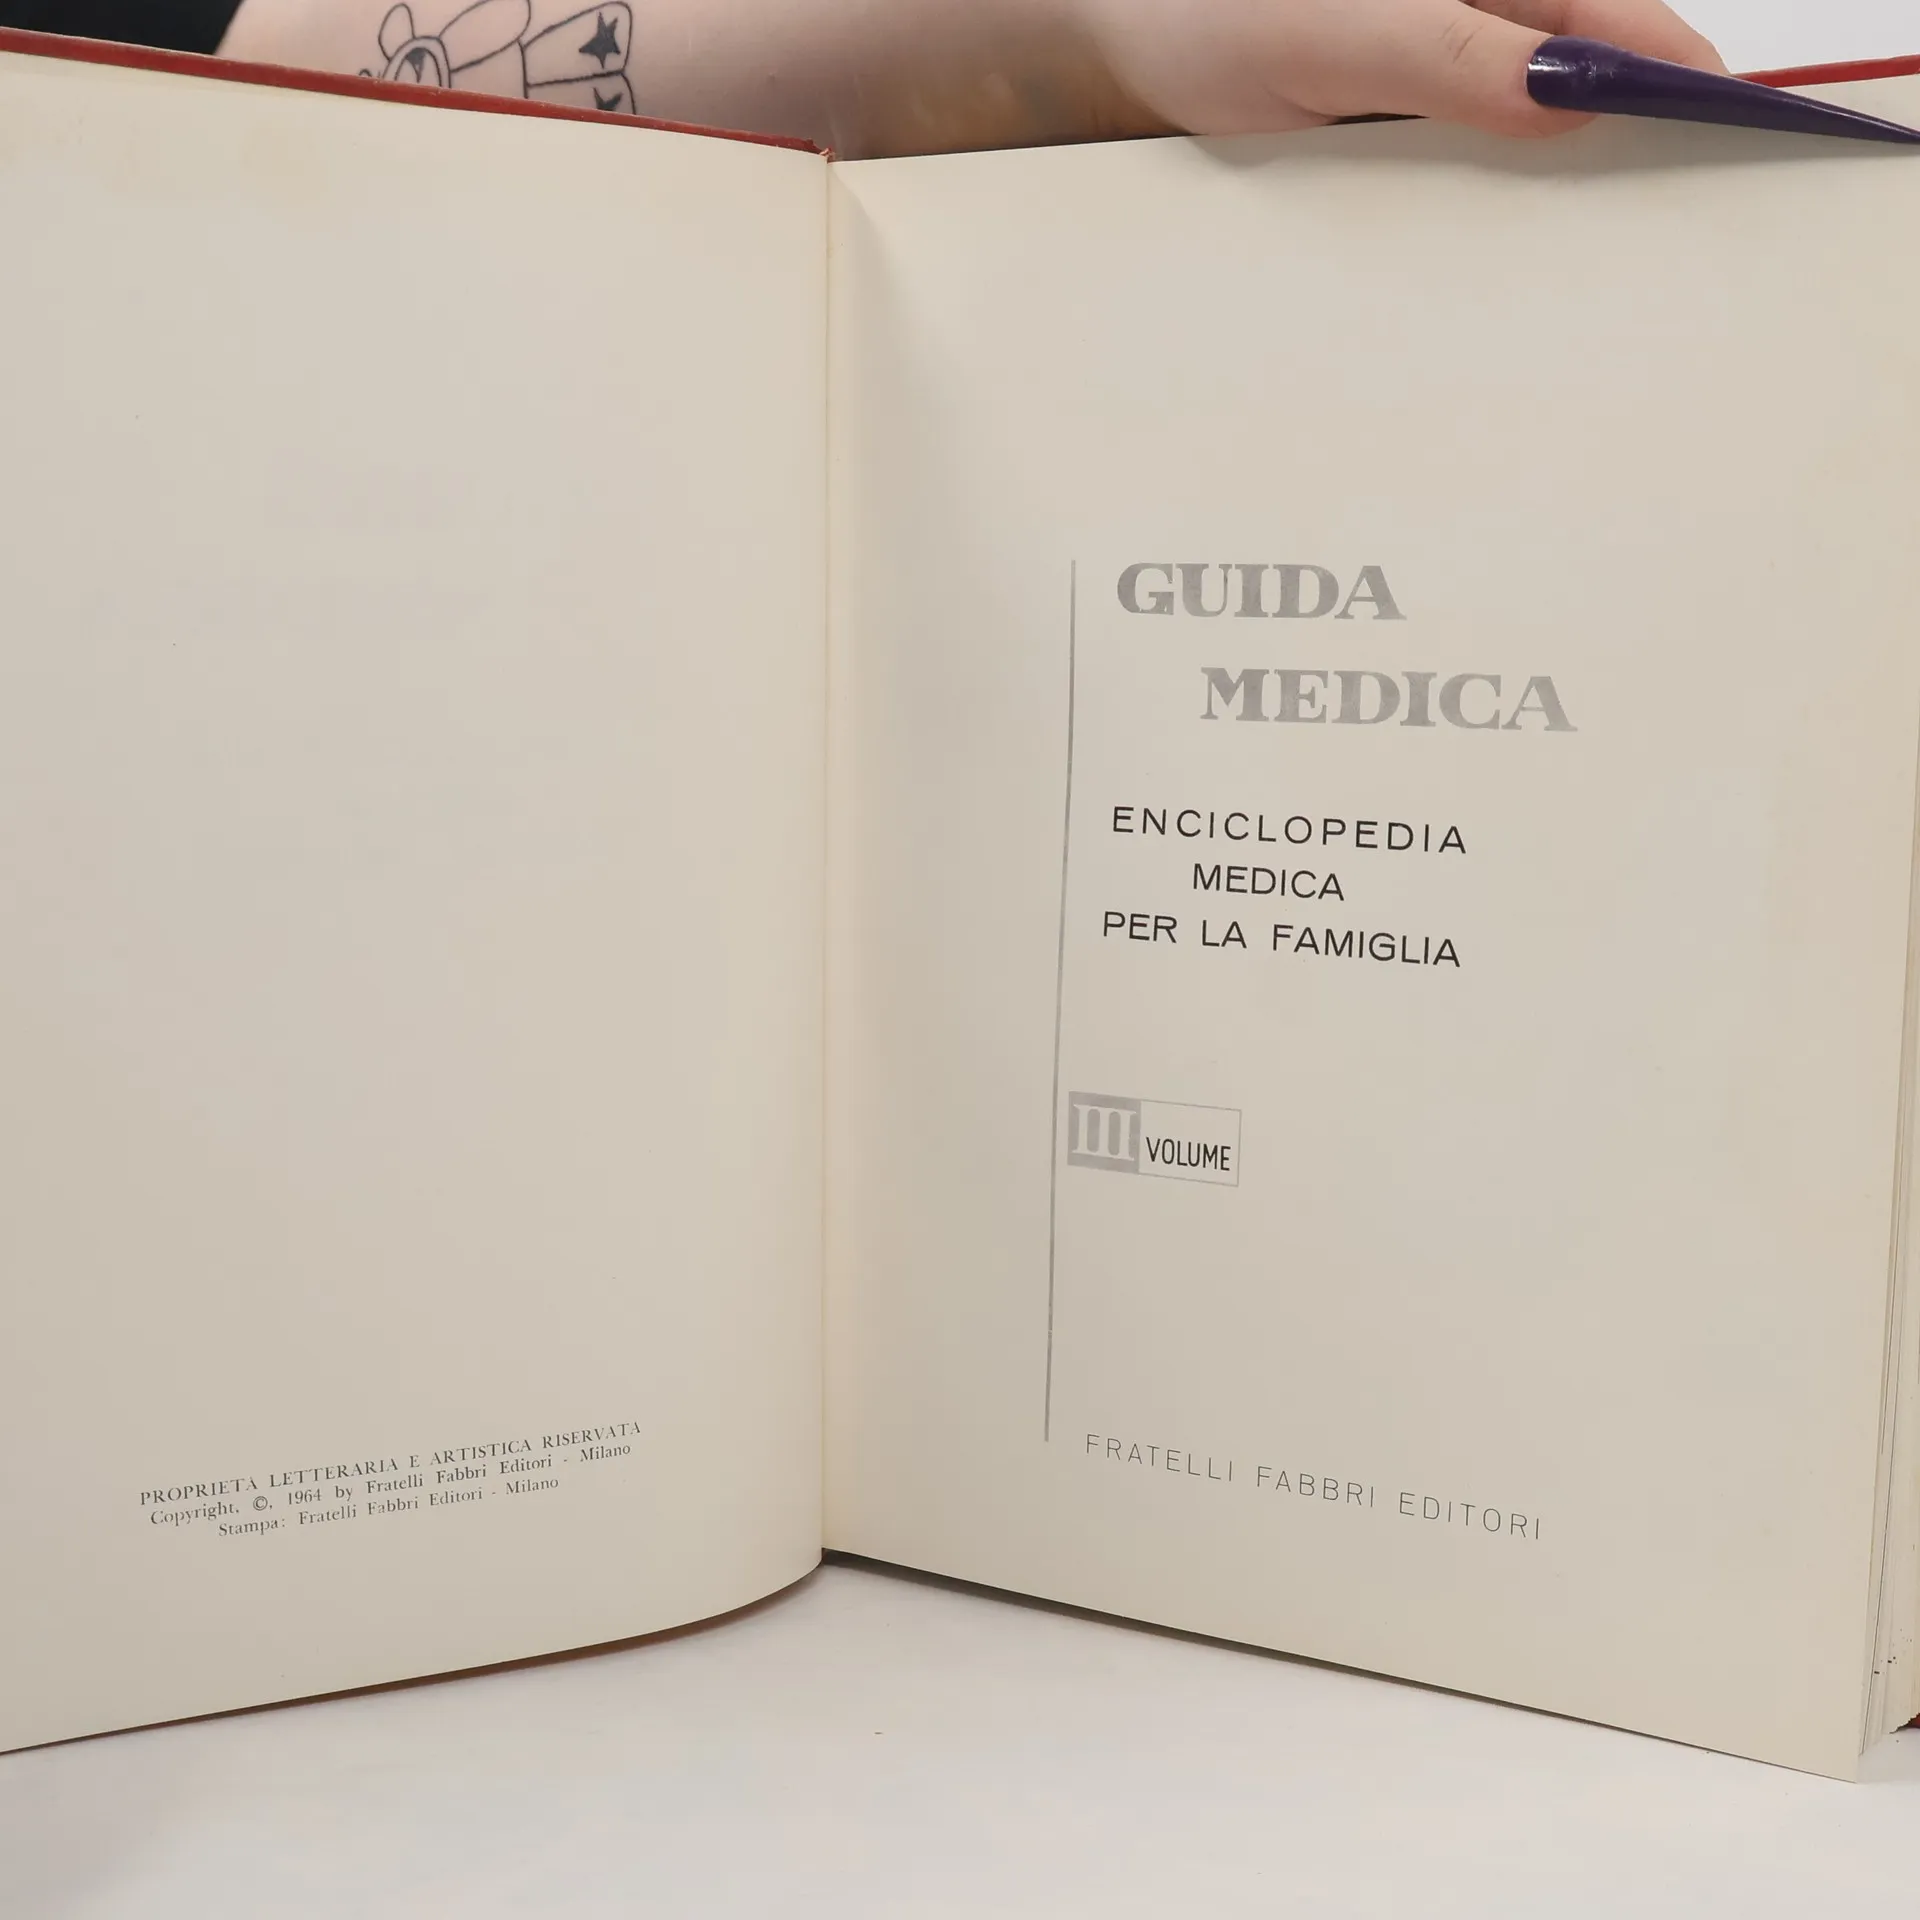 PROPRIETÀ LETTERARIA E ARTISTICA RISERVATA
Copyright, ©, 1964 by Fratelli Fabbri Editori - Milano
Stampa: Fratelli Fabbri Editori - Milano
GUIDA
MEDICA
ENCICLOPEDIA
MEDICA
PER LA FAMIGLIA
III VOLUME
FRATELLI FABBRI EDITORI